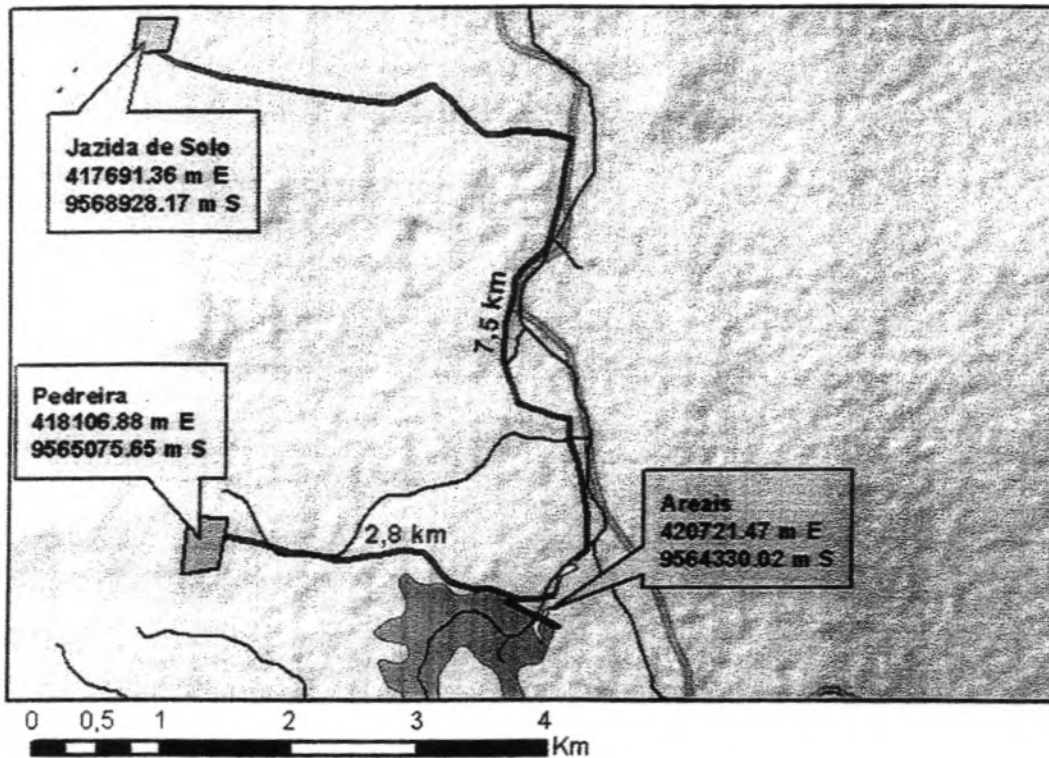 Jazida de Solo
417691.36 m E
9568928.17 m S
7,5 km
Pedreira
418106.88 m E
9565075.65 m S
2,8 km
Areais
420721.47 m E
9564330.02 m S
0 0,5 1 2 3 4
Km